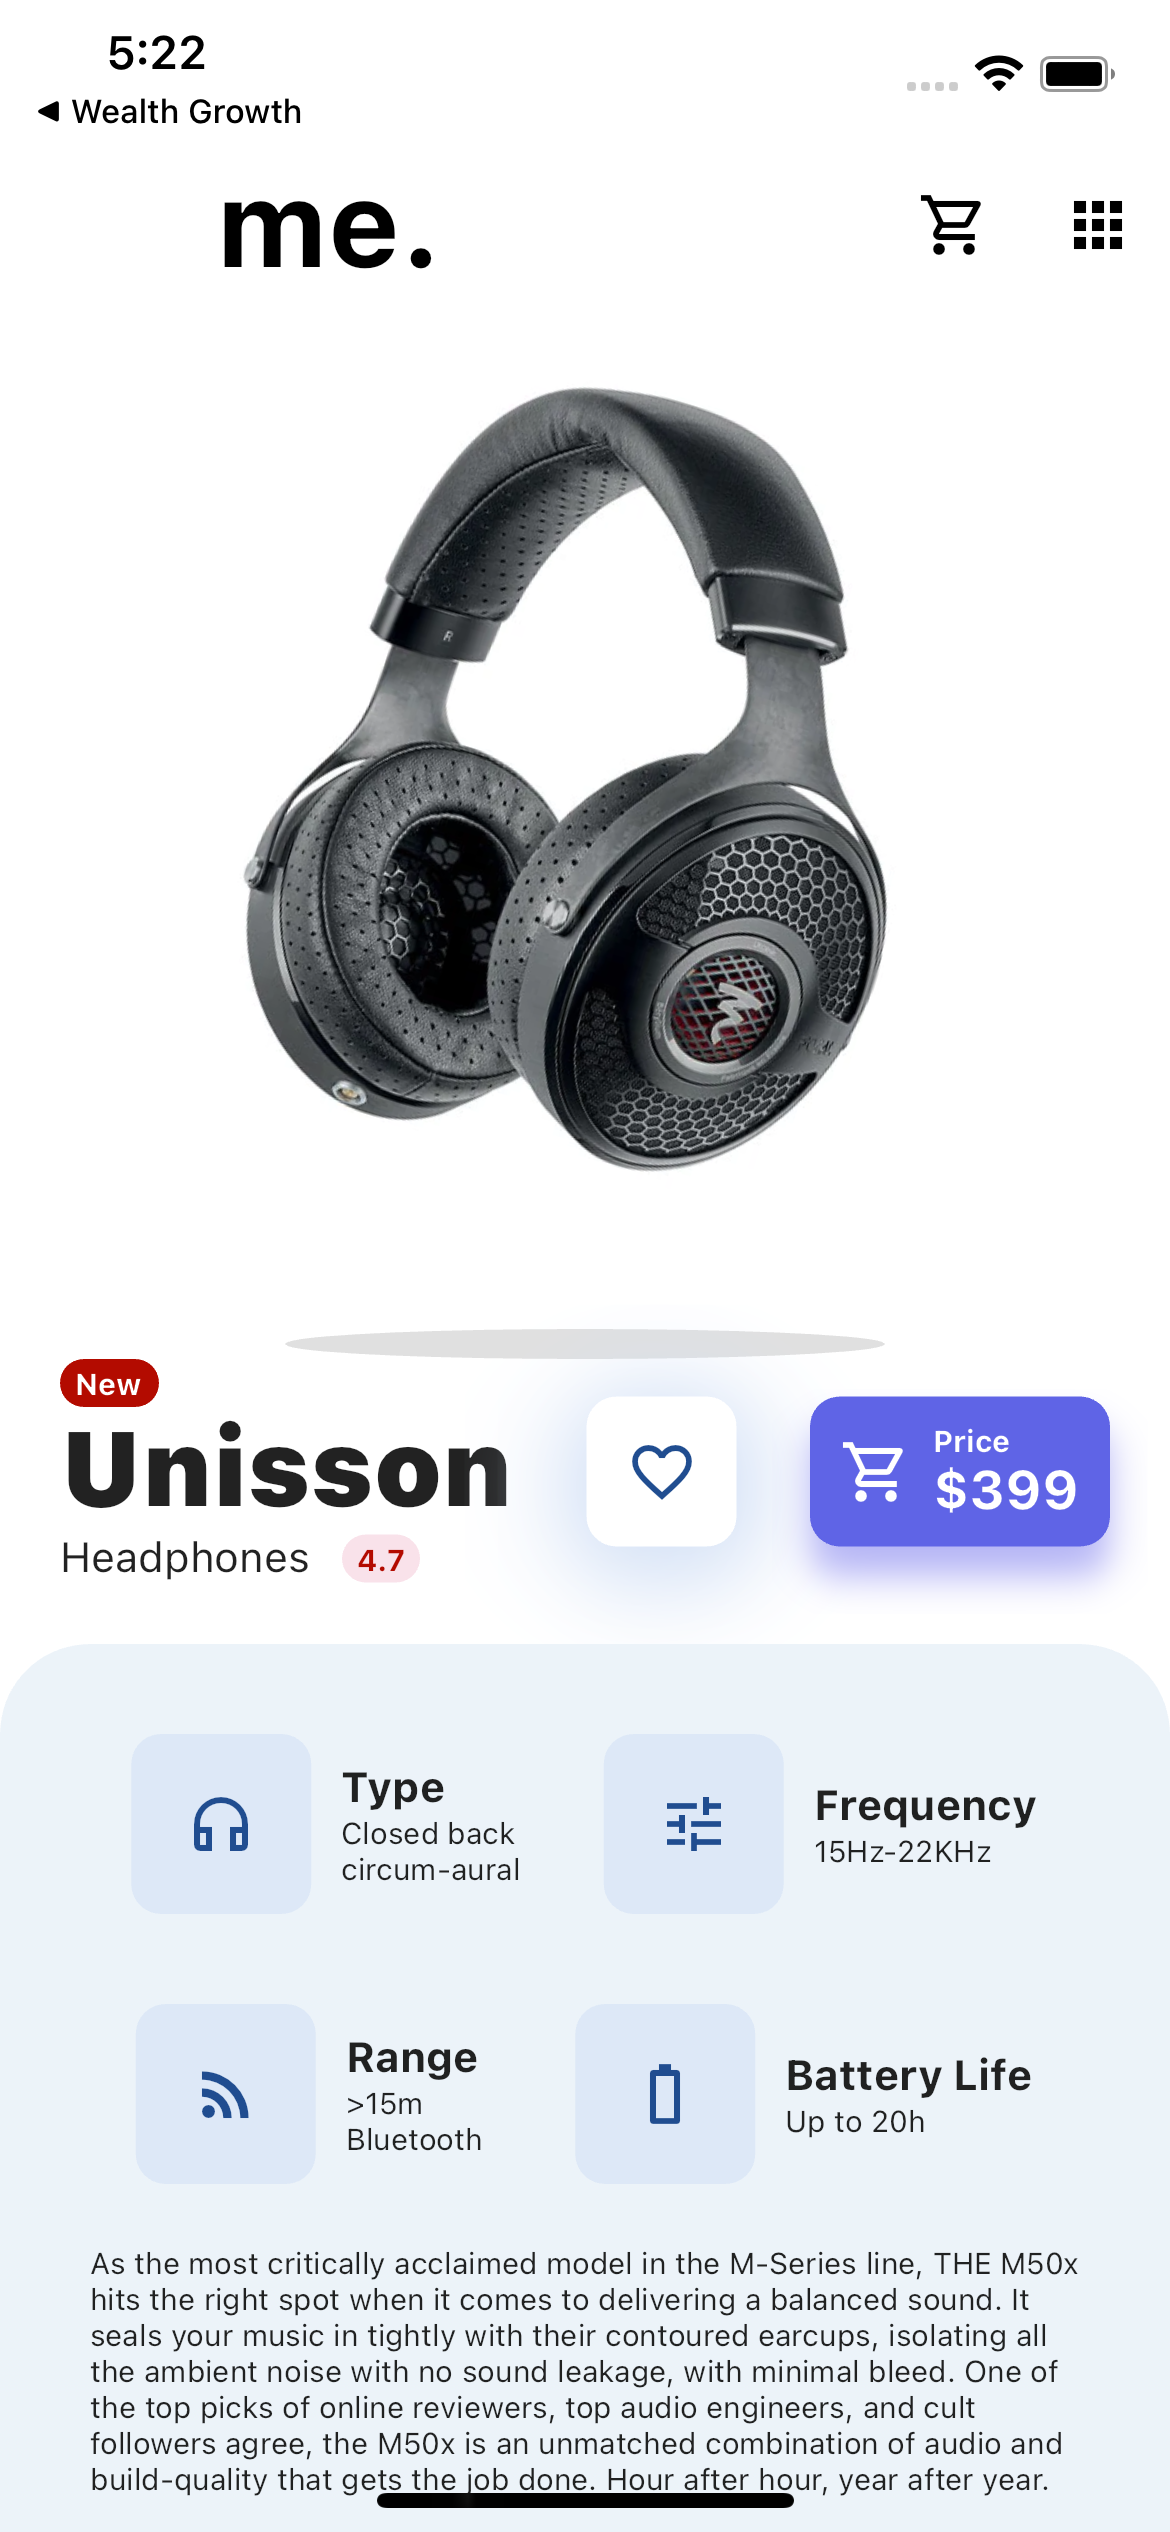 5:22
◀ Wealth Growth
me.
R
New
Unisson
Headphones 4.7
Price
$399
Type
Closed back
circum-aural
Frequency
15Hz-22KHz
Range
>15m
Bluetooth
Battery Life
Up to 20h
As the most critically acclaimed model in the M-Series line, THE M50x
hits the right spot when it comes to delivering a balanced sound. It
seals your music in tightly with their contoured earcups, isolating all
the ambient noise with no sound leakage, with minimal bleed. One of
the top picks of online reviewers, top audio engineers, and cult
followers agree, the M50x is an unmatched combination of audio and
build-quality that gets the job done. Hour after hour, year after year.